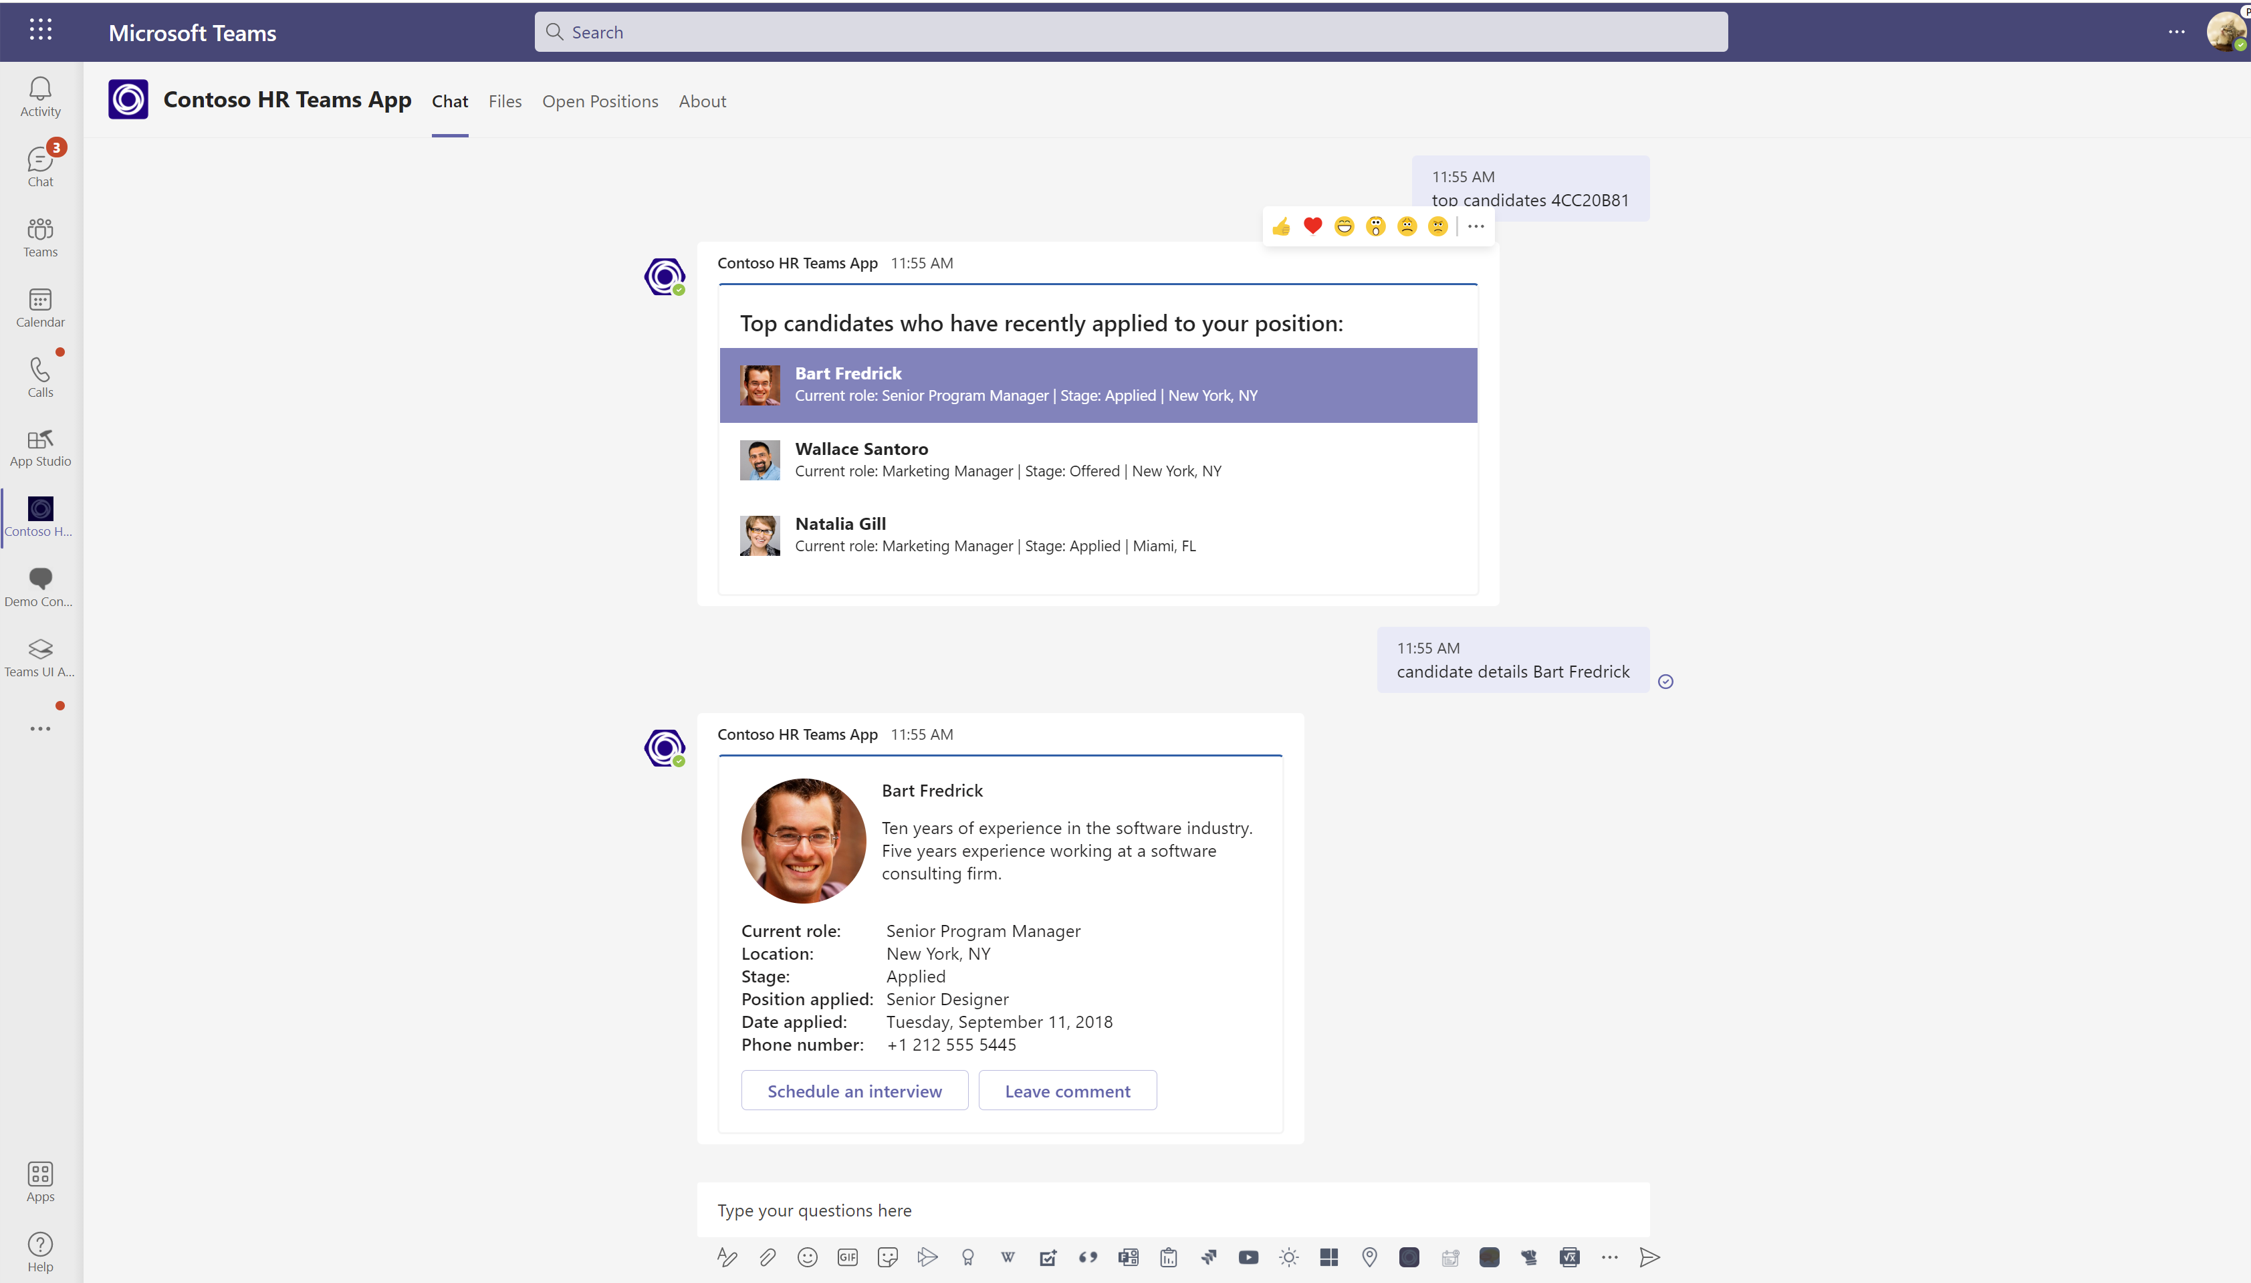 Microsoft Teams
Search
P
Activity
3
Chat
Teams
Calendar
Calls
App Studio
Contoso H...
Demo Con...
Teams UI A...
Apps
Help
Contoso HR Teams App
Chat
Files
Open Positions
About
11:55 AM
top candidates 4CC20B81
Contoso HR Teams App 11:55 AM
Top candidates who have recently applied to your position:
Bart Fredrick
Current role: Senior Program Manager | Stage: Applied | New York, NY
Wallace Santoro
Current role: Marketing Manager | Stage: Offered | New York, NY
Natalia Gill
Current role: Marketing Manager | Stage: Applied | Miami, FL
11:55 AM
candidate details Bart Fredrick
Contoso HR Teams App 11:55 AM
Bart Fredrick
Ten years of experience in the software industry.
Five years experience working at a software
consulting firm.
Current role: Senior Program Manager
Location: New York, NY
Stage: Applied
Position applied: Senior Designer
Date applied: Tuesday, September 11, 2018
Phone number: +1 212 555 5445
Schedule an interview
Leave comment
Type your questions here
GIF
W
√x